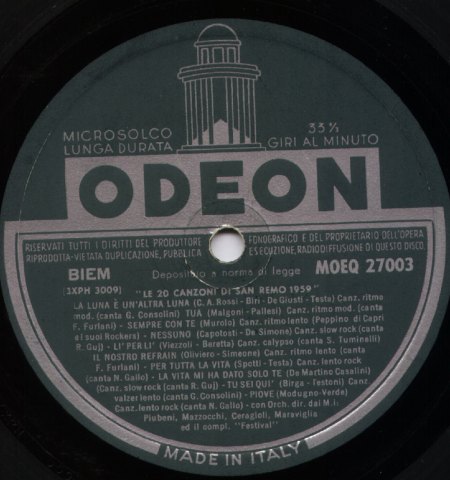 MICROSOLCO 33⅓
LUNGA DURATA GIRI AL MINUTO
ODEON
RISERVATI TUTTI I DIRITTI DEL PRODUTTORE FONOGRAFICO E DEL PROPRIETARIO DELL'OPERA
RIPRODOTTA-VIETATA DUPLICAZIONE, PUBBLICA ESECUZIONE, RADIODIFFUSIONE DI QUESTO DISCO.
BIEM Depositato a norma di legge MOEQ 27003
[3XPH 3009] "LE 20 CANZONI DI SAN REMO 1959"
LA LUNA È UN'ALTRA LUNA (C. A. Rossi - Biri - De Giusti - Testa) Canz. ritmo
mod. (canta G. Consolini) TUA (Malgoni - Pallesi) Canz. ritmo mod. (canta
F. Furlani) - SEMPRE CON TE (Murolo) Canz. ritmo lento (Peppino di Capri
e i suoi Rockers) - NESSUNO (Capotosti - De Simone) Canz. slow rock (canta
R. Guj) - LI' PER LI' (Viezzoli - Beretta) Canz. calypso (canta S. Tuminelli)
IL NOSTRO REFRAIN (Oliviero - Simeone) Canz. ritmo lento (canta
F. Furlani) - PER TUTTA LA VITA (Spotti - Testa) Canz. lento rock
(canta N. Gallo) - LA VITA MI HA DATO SOLO TE (De Martino Casalini)
(Canz. slow rock (canta R. Guj) - TU SEI QUI' (Birga - Testoni) Canz.
valzer lento (canta G. Consolini) - PIOVE (Modugno-Verde)
Canz. lento rock (canta N. Gallo) - con Orch. dir. dai M.i:
Piubeni, Mazzocchi, Ceragioli, Maraviglia
ed il compl. "Festival"
MADE IN ITALY